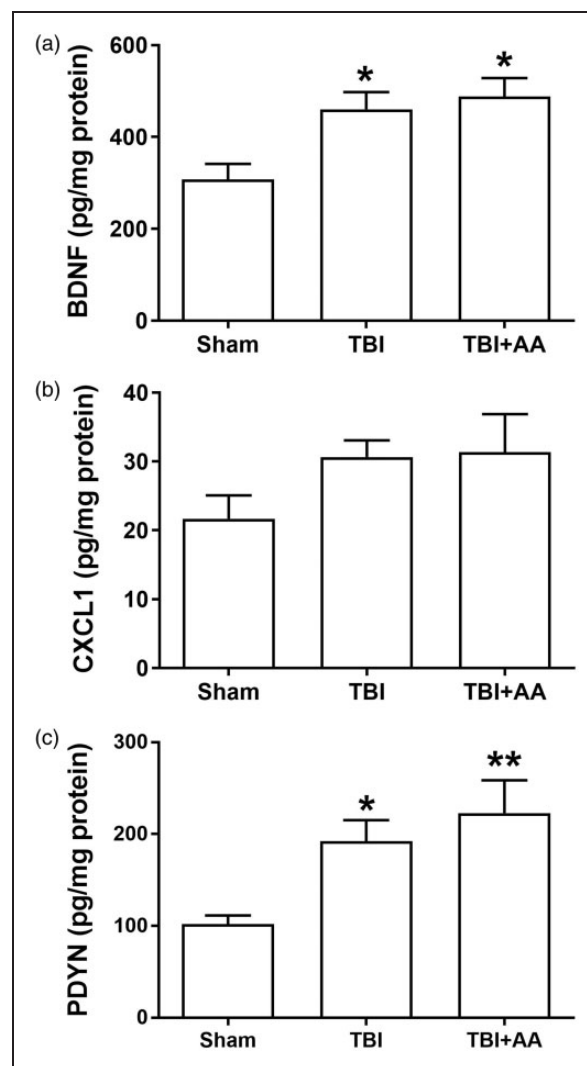 (a)
BDNF (pg/mg protein)
600
400
200
0
*
*
Sham TBI TBI+AA
(b)
CXCL1 (pg/mg protein)
40
30
20
10
0
Sham TBI TBI+AA
(c)
PDYN (pg/mg protein)
300
200
100
0
*
**
Sham TBI TBI+AA